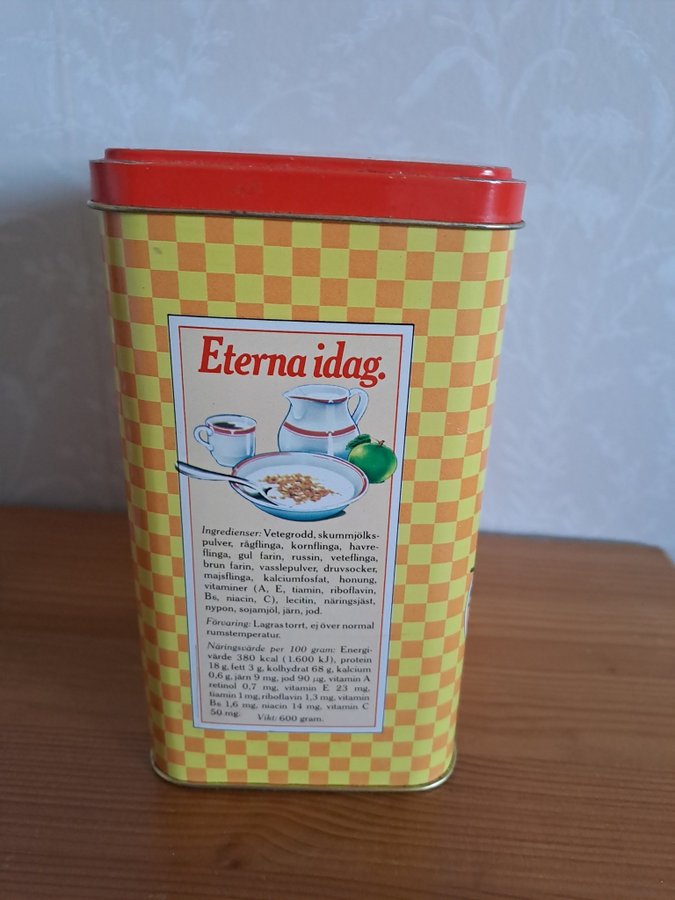 Eterna idag.
Ingredienser: Vetegrodd, skummjölks-
pulver, rågflinga, kornflinga, havre-
flinga, gul farin, russin, veteflinga,
brun farin, vasslepulver, druvsocker,
majsflinga, kalciumfosfat, honung,
vitaminer (A, E, tiamin, riboflavin,
B₆, niacin, C), lecitin, näringsjäst,
nypon, sojamjöl, järn, jod.
Förvaring: Lagras torrt, ej över normal
rumstemperatur.
Näringsvärde per 100 gram: Energi-
värde 380 kcal (1.600 kJ), protein
18 g, fett 3 g, kolhydrat 68 g, kalcium
0,6 g, järn 9 mg, jod 90 µg, vitamin A
retinol 0,7 mg, vitamin E 23 mg,
tiamin 1 mg, riboflavin 1,3 mg, vitamin
B₆ 1,6 mg, niacin 14 mg, vitamin C
50 mg. Vikt: 600 gram.